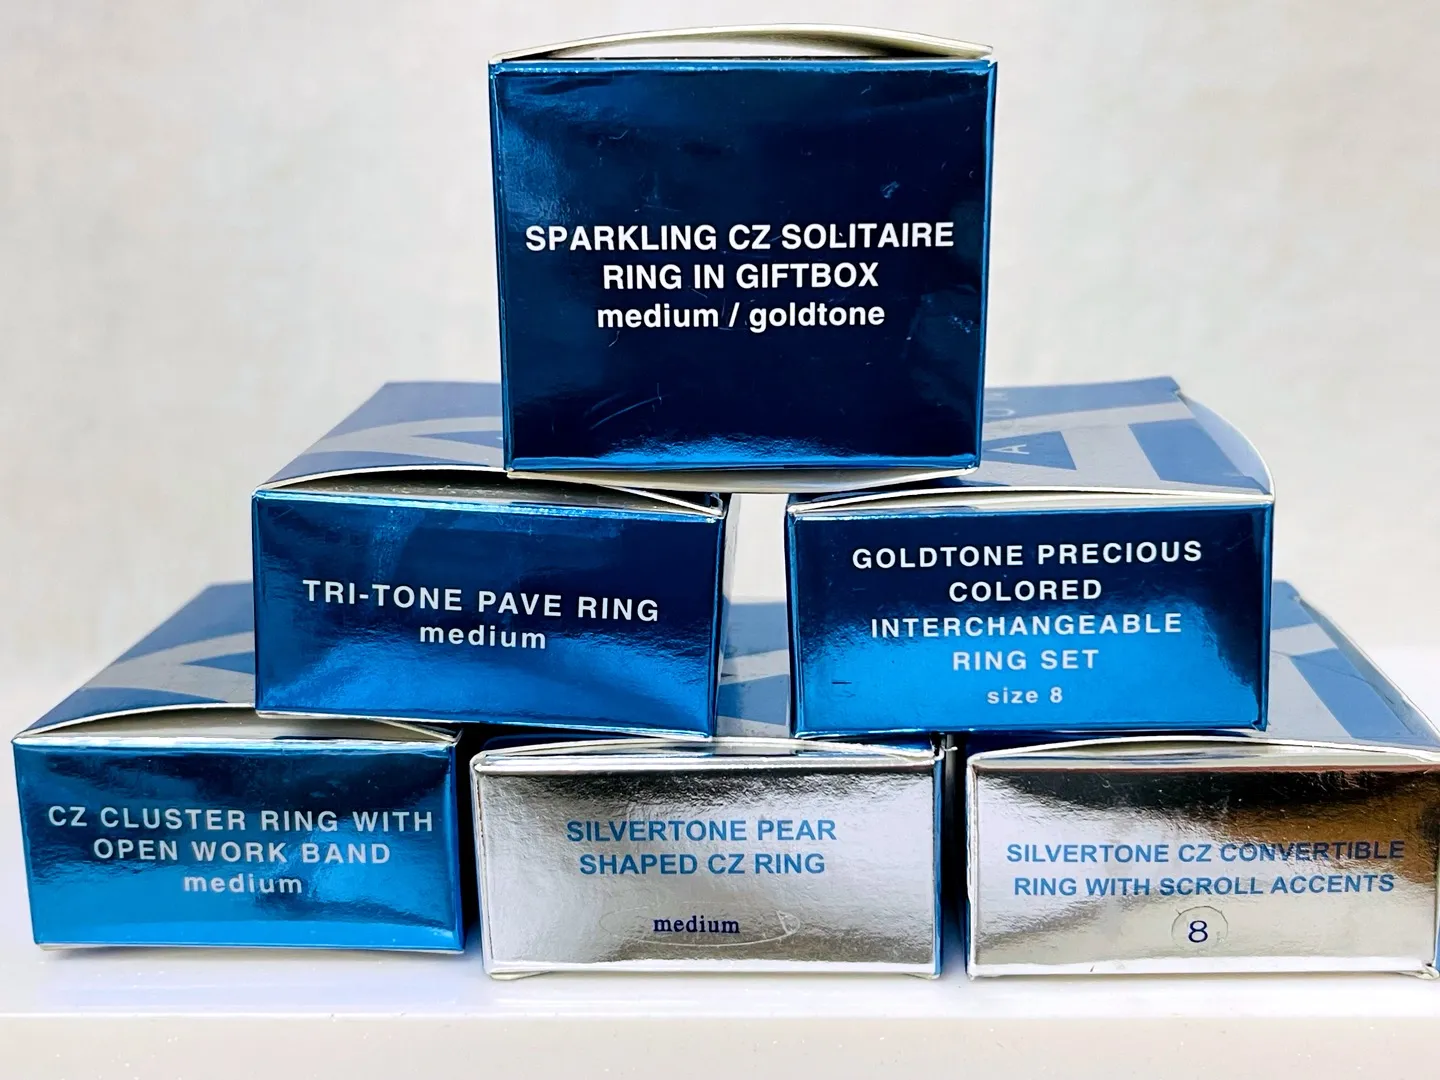 SPARKLING CZ SOLITAIRE
RING IN GIFTBOX
medium / goldtone
TRI-TONE PAVE RING
medium
GOLDTONE PRECIOUS
COLORED
INTERCHANGEABLE
RING SET
size 8
CZ CLUSTER RING WITH
OPEN WORK BAND
medium
SILVERTONE PEAR
SHAPED CZ RING
medium
SILVERTONE CZ CONVERTIBLE
RING WITH SCROLL ACCENTS
8